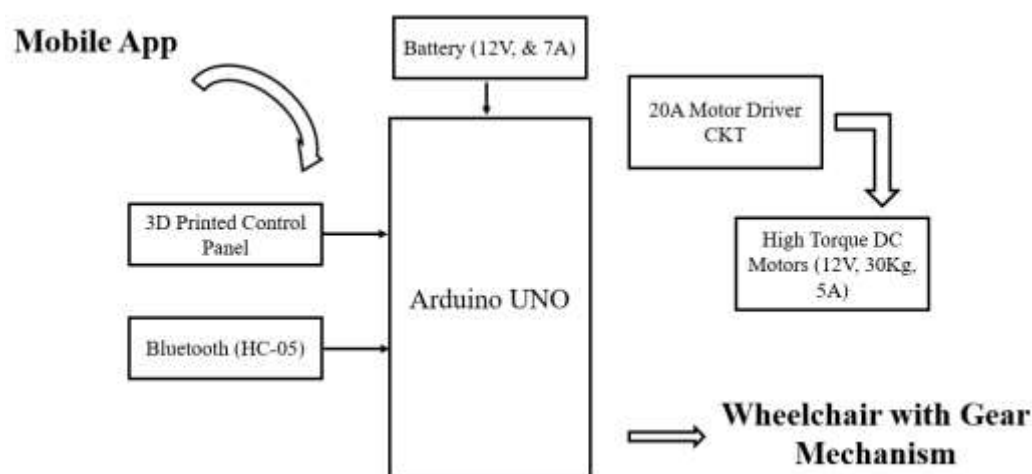 Mobile App
Battery (12V, & 7A)
20A Motor Driver
CKT
3D Printed Control
Panel
High Torque DC
Motors (12V, 30Kg,
5A)
Arduino UNO
Bluetooth (HC-05)
Wheelchair with Gear
Mechanism